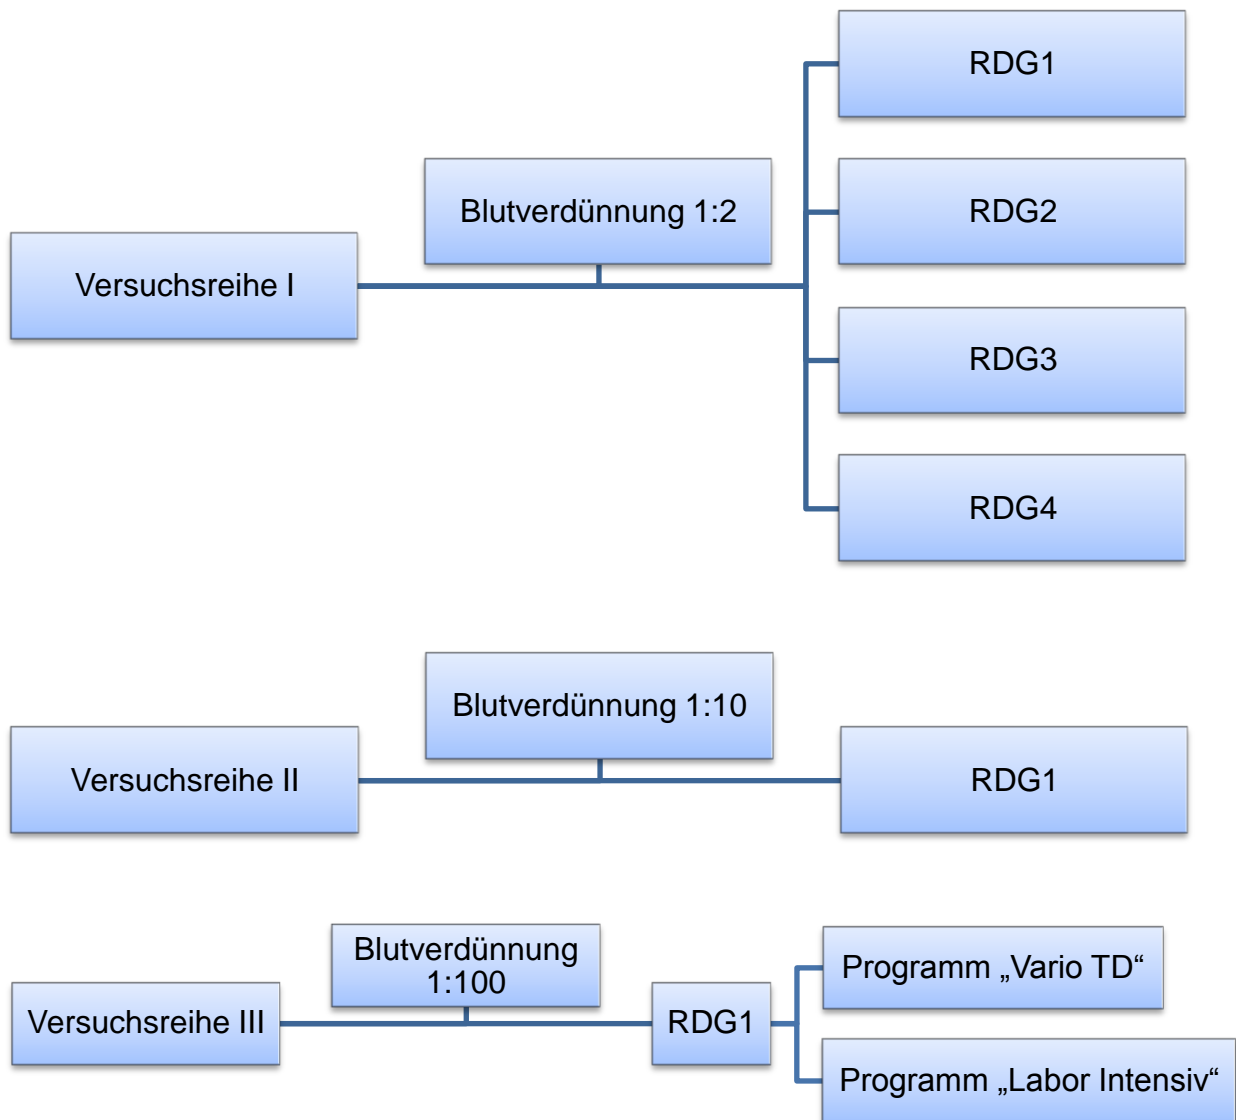 Versuchsreihe I
Blutverdünnung 1:2
RDG1
RDG2
RDG3
RDG4
Versuchsreihe II
Blutverdünnung 1:10
RDG1
Versuchsreihe III
Blutverdünnung
1:100
RDG1
Programm „Vario TD“
Programm „Labor Intensiv“